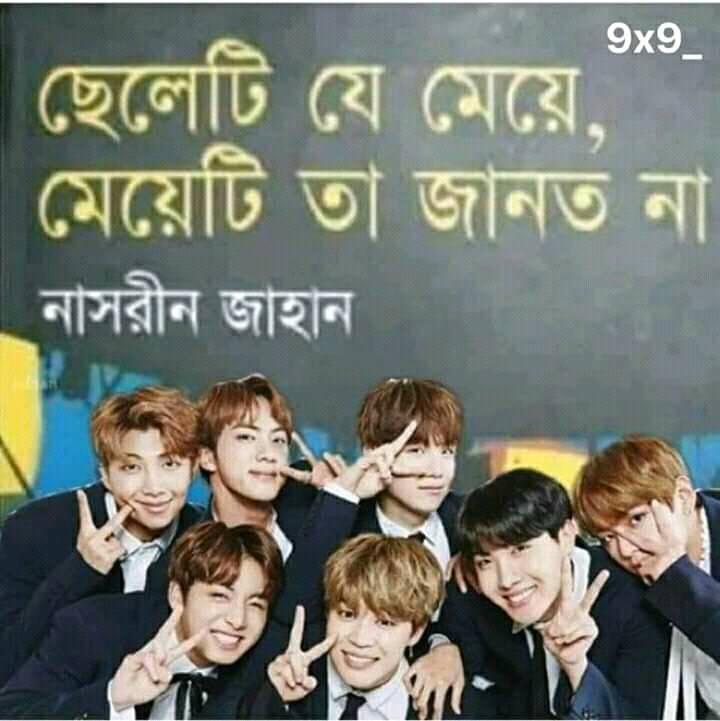 9x9_
ছেলেটি যে মেয়ে,
মেয়েটি তা জানত না
নাসরীন জাহান